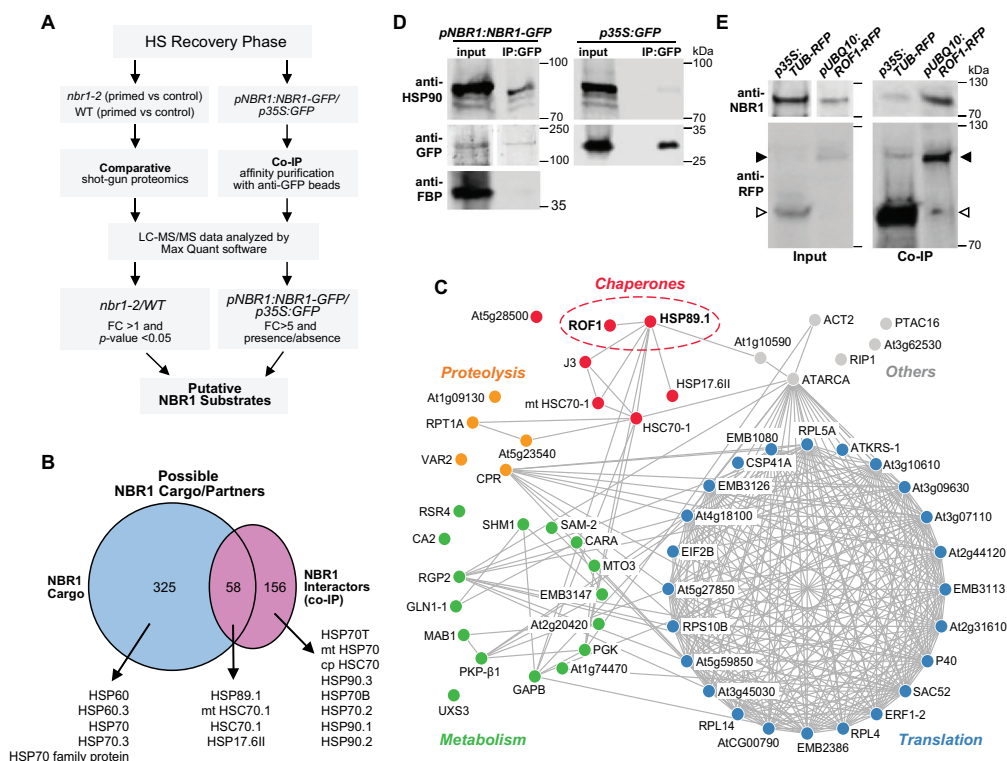 A
HS Recovery Phase
nbr1-2 (primed vs control)
WT (primed vs control)
pNBR1:NBR1-GFP/
p35S:GFP
Comparative
shot-gun proteomics
Co-IP
affinity purification
with anti-GFP beads
LC-MS/MS data analyzed by
Max Quant software
nbr1-2/WT
FC >1 and
p-value <0.05
pNBR1:NBR1-GFP/
p35S:GFP
FC>5 and
presence/absence
Putative
NBR1 Substrates
B
Possible
NBR1 Cargo/Partners
NBR1
Cargo
325
58
156
NBR1
Interactors
(co-IP)
HSP60
HSP60.3
HSP70
HSP70.3
HSP70 family protein
HSP89.1
mt HSC70.1
HSC70.1
HSP17.6II
HSP70T
mt HSP70
cp HSC70
HSP90.3
HSP70B
HSP70.2
HSP90.1
HSP90.2
C
Chaperones
At5g28500
ROF1
HSP89.1
J3
mt HSC70-1
HSP17.6II
HSC70-1
ACT2
PTAC16
At1g10590
At3g62530
RIP1
Others
ATARCA
Proteolysis
At1g09130
RPT1A
At5g23540
VAR2
CPR
RSR4
SHM1
SAM-2
CA2
CARA
RGP2
MTO3
EMB3147
GLN1-1
At2g20420
MAB1
PGK
PKP-β1
At1g74470
GAPB
UXS3
Metabolism
EMB1080
RPL5A
CSP41A
ATKRS-1
At3g10610
EMB3126
At3g09630
At4g18100
At3g07110
EIF2B
At2g44120
At5g27850
EMB3113
RPS10B
At2g31610
At5g59850
P40
At3g45030
SAC52
RPL14
ERF1-2
AtCG00790
RPL4
EMB2386
Translation
D
pNBR1:NBR1-GFP
p35S:GFP
input
IP:GFP
input
IP:GFP
kDa
anti-
HSP90
100
70
100
70
anti-
GFP
250
100
35
25
anti-
FBP
35
E
p35S:
TUB-RFP
pUBQ10:
ROF1-RFP
p35S:
TUB-RFP
pUBQ10:
ROF1-RFP
kDa
anti-
NBR1
130
70
anti-
RFP
130
70
Input
Co-IP